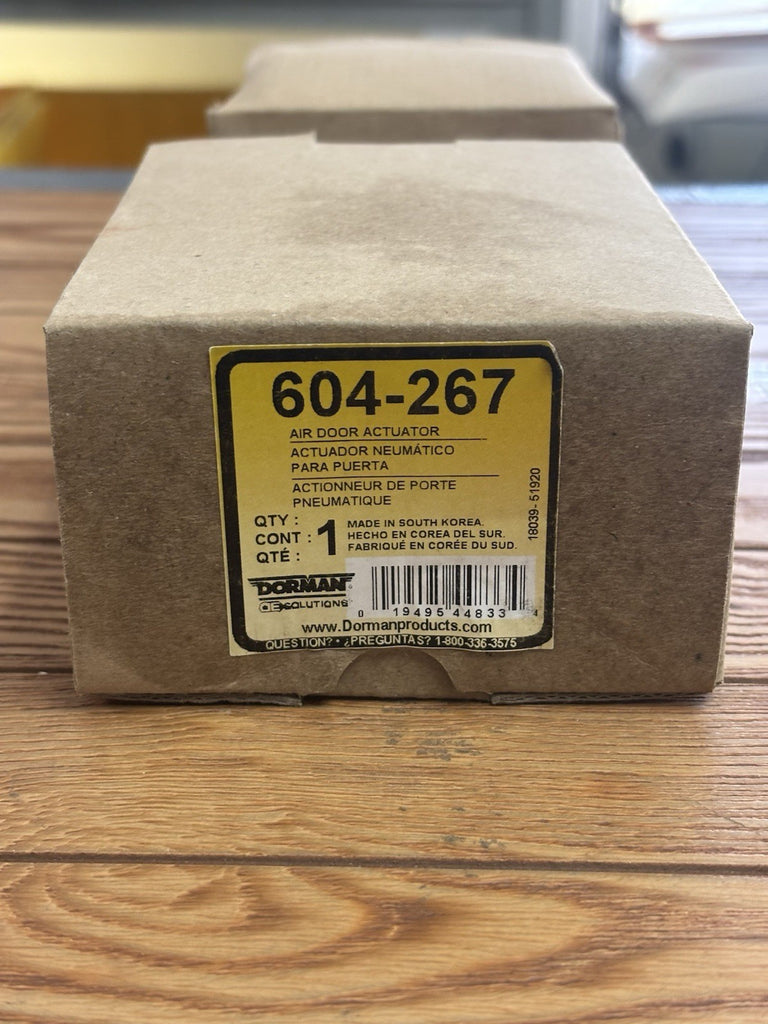 604-267
AIR DOOR ACTUATOR
ACTUADOR NEUMÁTICO
PARA PUERTA
ACTIONNEUR DE PORTE
PNEUMATIQUE
QTY :
CONT :
QTÉ :
1
MADE IN SOUTH KOREA.
HECHO EN COREA DEL SUR.
FABRIQUÉ EN CORÉE DU SUD.
18039-51920
DORMAN
OE SOLUTIONS
0 19495 44833 4
www.Dormanproducts.com
QUESTION? • ¿PREGUNTAS? 1-800-336-3575